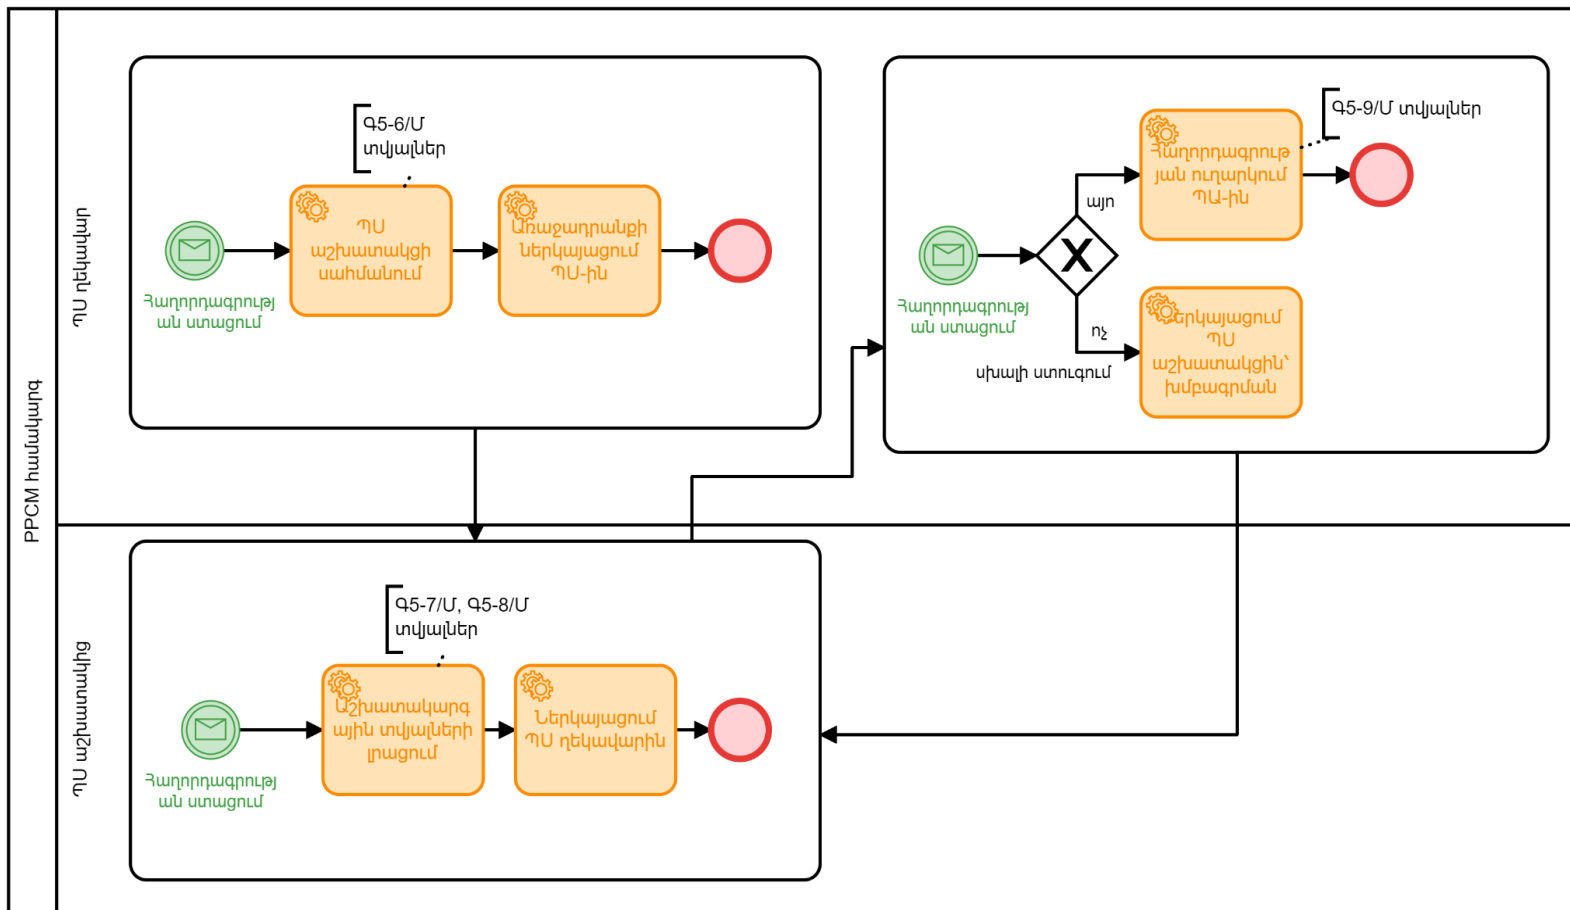 PPCM համակարգ
ՊՍ ղեկավար
Գ5-6/Մ
տվյալներ
Հաղորդագրությ
ան ստացում
ՊՍ
աշխատակցի
սահմանում
Առաջադրանքի
ներկայացում
ՊՍ-ին
Հաղորդագրությ
ան ստացում
այո
ոչ
սխալի ստուգում
Հաղորդագրութ
յան ուղարկում
ՊԱ-ին
Գ5-9/Մ տվյալներ
Ներկայացում
ՊՍ
աշխատակցին՝
խմբագրման
ՊՍ աշխատակից
Գ5-7/Մ, Գ5-8/Մ
տվյալներ
Հաղորդագրությ
ան ստացում
Աշխատակարգ
ային տվյալների
լրացում
Ներկայացում
ՊՍ ղեկավարին